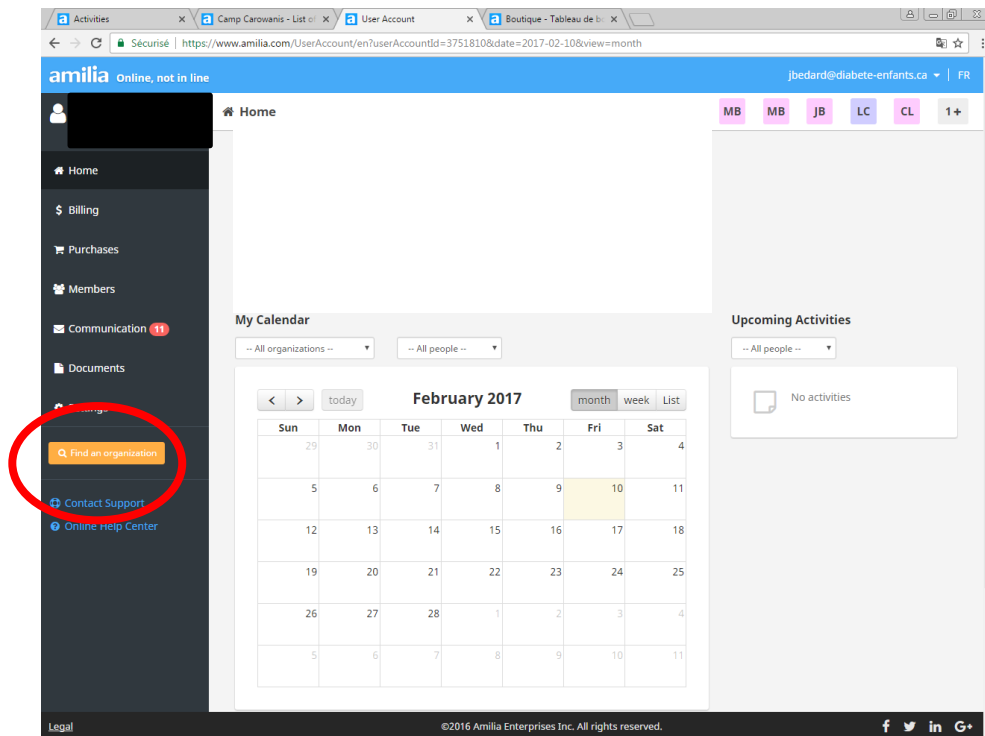 Activities × Camp Carowanis - List of × User Account × Boutique - Tableau de bo ×
Sécurisé | https://www.amilia.com/UserAccount/en?userAccountId=3751810&date=2017-02-10&view=month
amilia Online, not in line jbedard@diabete-enfants.ca | FR
Home MB MB JB LC CL 1+
Home
$ Billing
Purchases
Members
Communication 11
Documents
Settings
Find an organization
Contact Support
Online Help Center
My Calendar
-- All organizations -- -- All people --
< > today February 2017 month week List
Sun Mon Tue Wed Thu Fri Sat
29 30 31 1 2 3 4
5 6 7 8 9 10 11
12 13 14 15 16 17 18
19 20 21 22 23 24 25
26 27 28 1 2 3 4
5 6 7 8 9 10 11
Upcoming Activities
-- All people --
No activities
Legal ©2016 Amilia Enterprises Inc. All rights reserved. f in G+